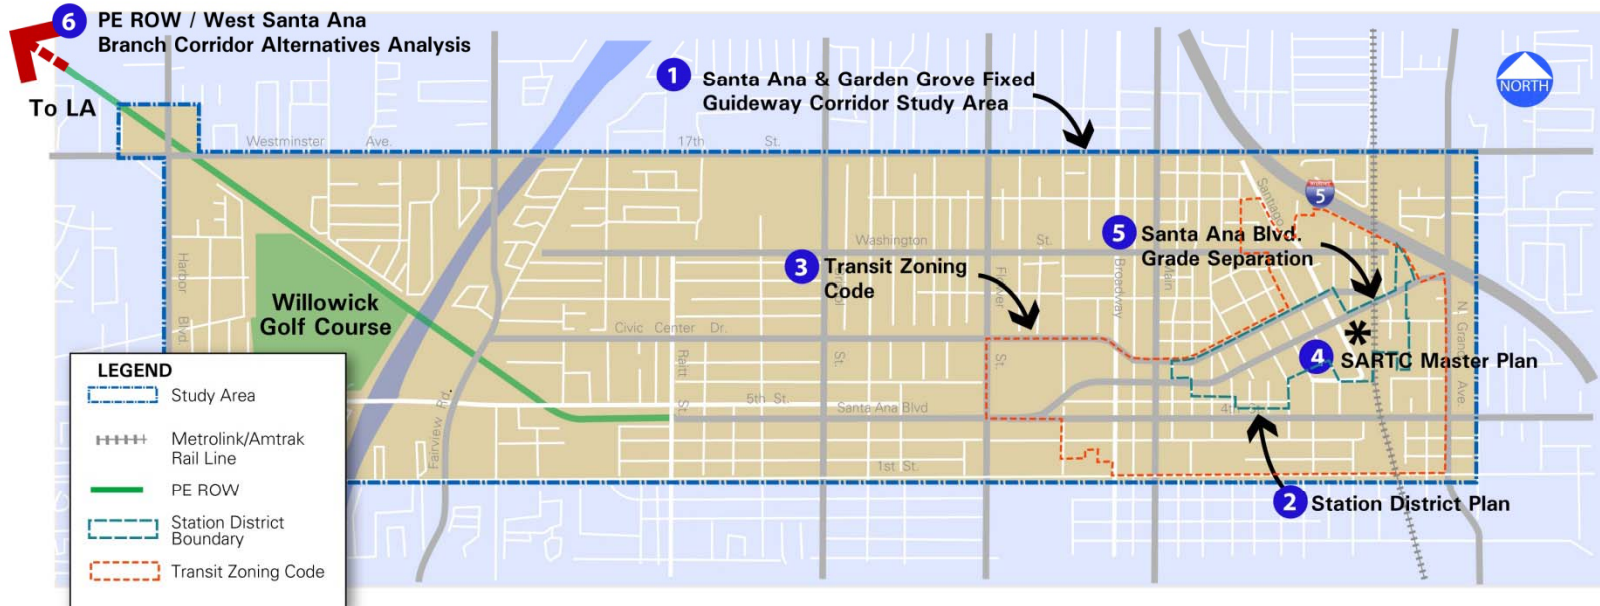 6 PE ROW / West Santa Ana
Branch Corridor Alternatives Analysis
To LA
1 Santa Ana & Garden Grove Fixed
Guideway Corridor Study Area
NORTH
Westminster Ave.
17th St.
Santiago
5
Harbor Blvd.
Willowick
Golf Course
Washington St.
5 Santa Ana Blvd.
Grade Separation
3 Transit Zoning
Code
Flower St.
Broadway
Main
N. Grand Ave.
Civic Center Dr.
Raitt St.
St.
4 SARTC Master Plan
*
Fairview Rd.
5th St.
Santa Ana Blvd
4th
1st St.
2 Station District Plan
LEGEND
Study Area
Metrolink/Amtrak
Rail Line
PE ROW
Station District
Boundary
Transit Zoning Code